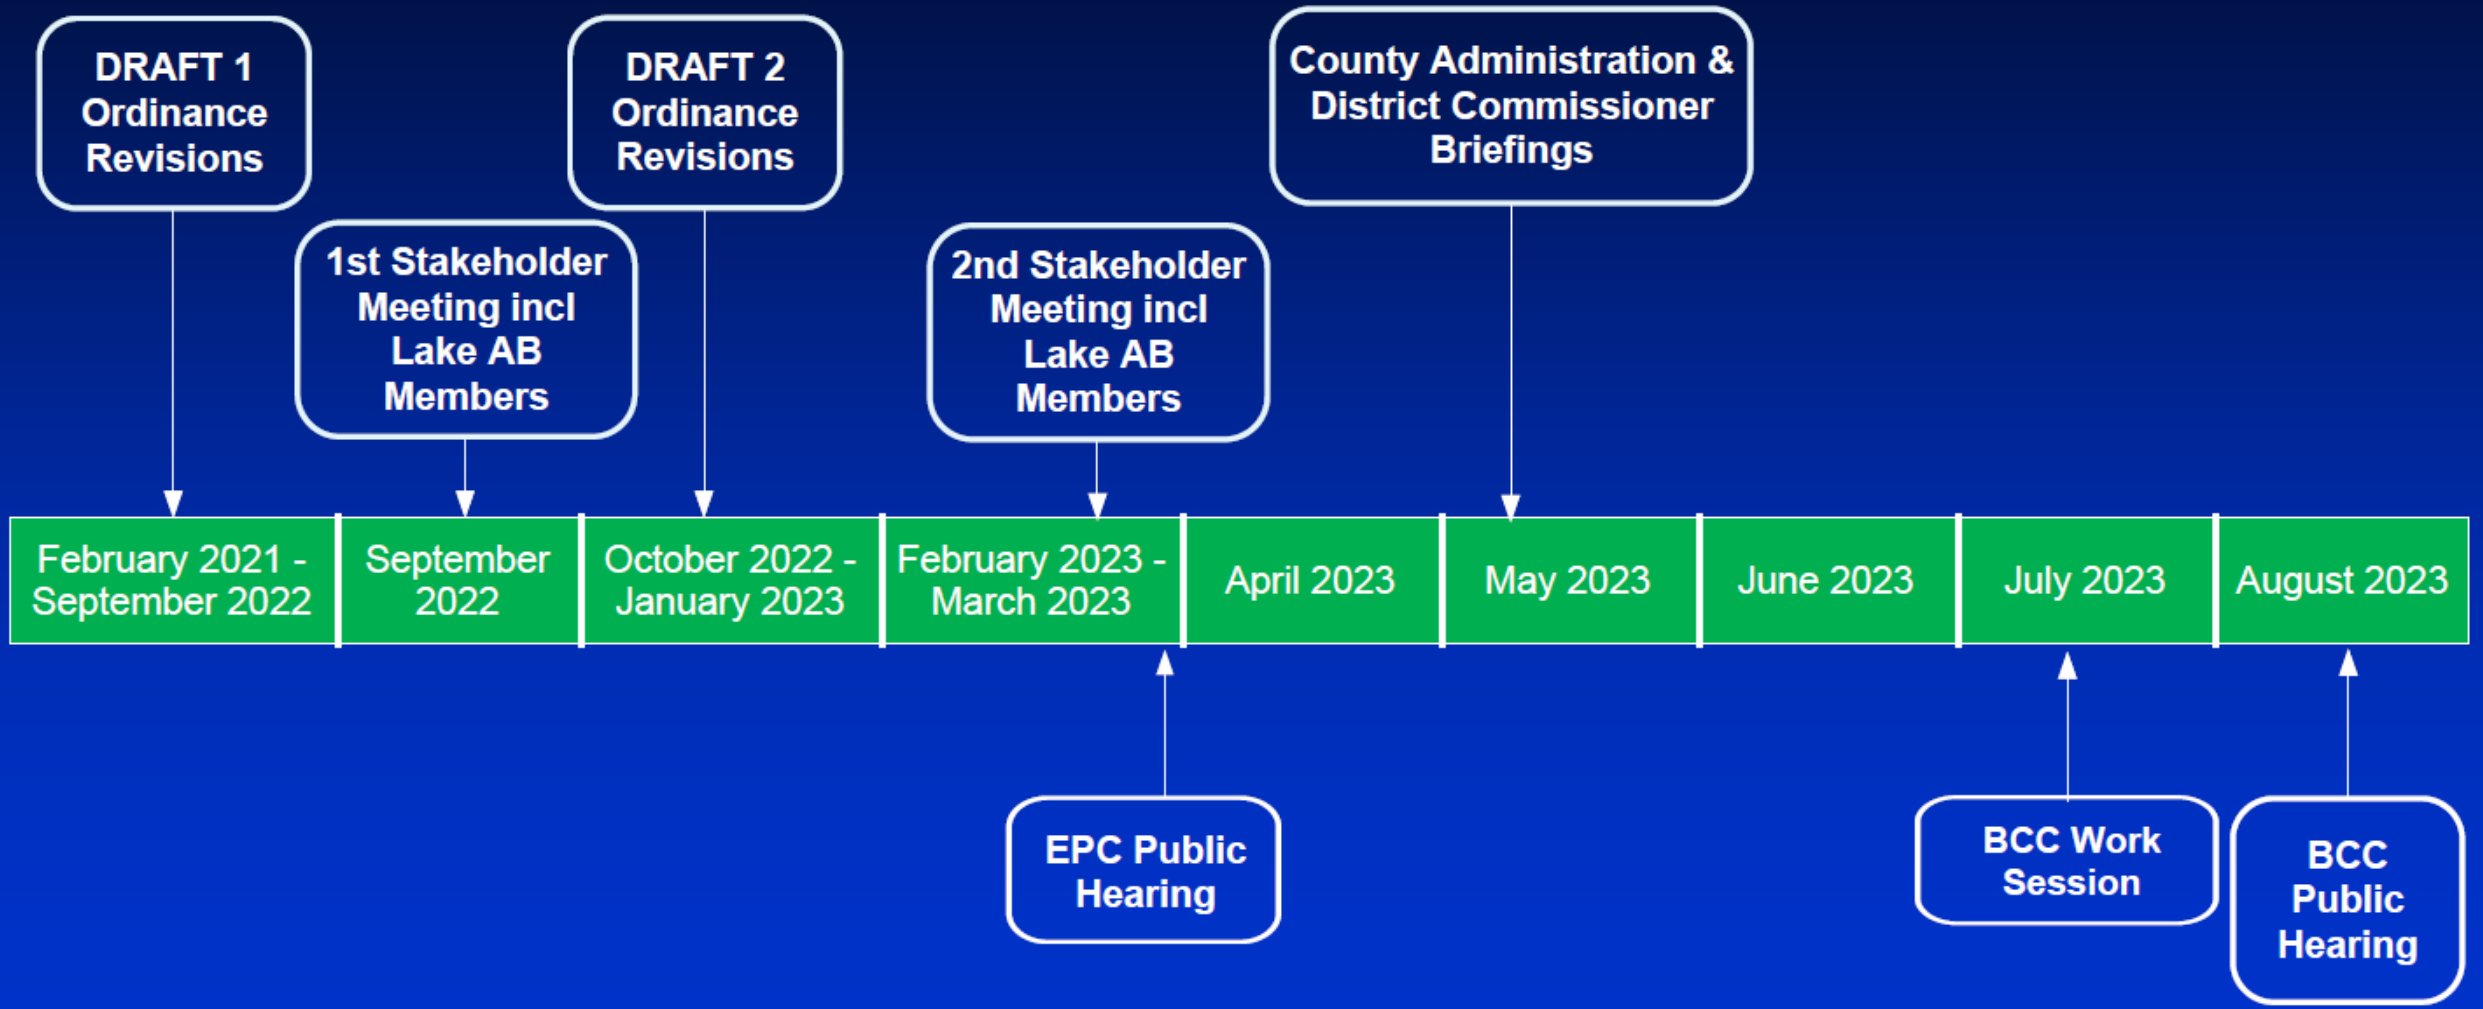 DRAFT 1
Ordinance
Revisions
DRAFT 2
Ordinance
Revisions
County Administration &
District Commissioner
Briefings
1st Stakeholder
Meeting incl
Lake AB
Members
2nd Stakeholder
Meeting incl
Lake AB
Members
February 2021 -
September 2022
September
2022
October 2022 -
January 2023
February 2023 -
March 2023
April 2023
May 2023
June 2023
July 2023
August 2023
EPC Public
Hearing
BCC Work
Session
BCC
Public
Hearing